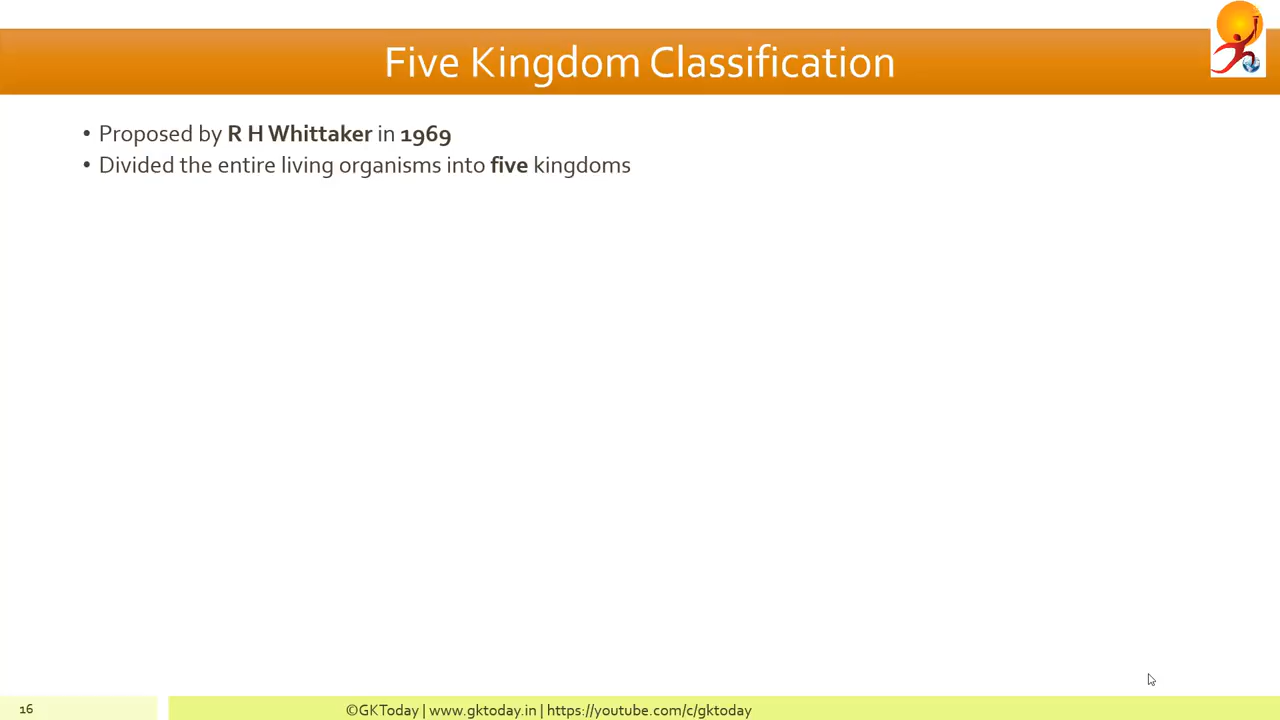 Five Kingdom Classification
• Proposed by R H Whittaker in 1969
• Divided the entire living organisms into five kingdoms
16
©GKToday | www.gktoday.in | https://youtube.com/c/gktoday